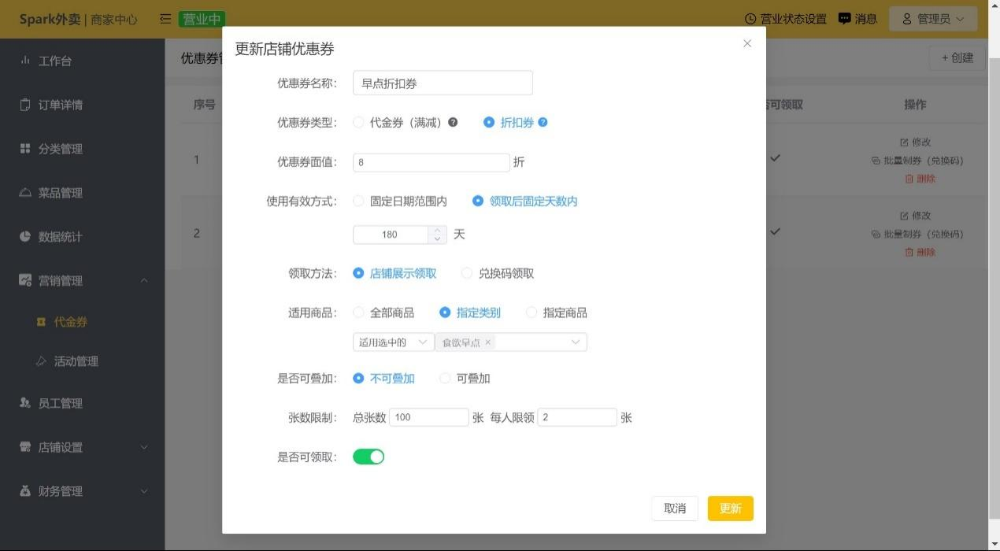 Spark外卖 | 商家中心 营业中 营业状态设置 消息 管理员
更新店铺优惠券
工作台
订单详情
分类管理
菜品管理
数据统计
营销管理
代金券
活动管理
员工管理
店铺设置
财务管理
优惠券
+ 创建
序号 可领取 操作
1
修改
批量制券（兑换码）
删除
2
修改
批量制券（兑换码）
删除
优惠券名称： 早点折扣券
优惠券类型： 代金券（满减） ? 折扣券 ?
优惠券面值： 8 折
使用有效方式： 固定日期范围内 领取后固定天数内
180 天
领取方法： 店铺展示领取 兑换码领取
适用商品： 全部商品 指定类别 指定商品
适用选中的 食欲早点 ×
是否可叠加： 不可叠加 可叠加
张数限制： 总张数 100 张 每人限领 2 张
是否可领取：
取消 更新